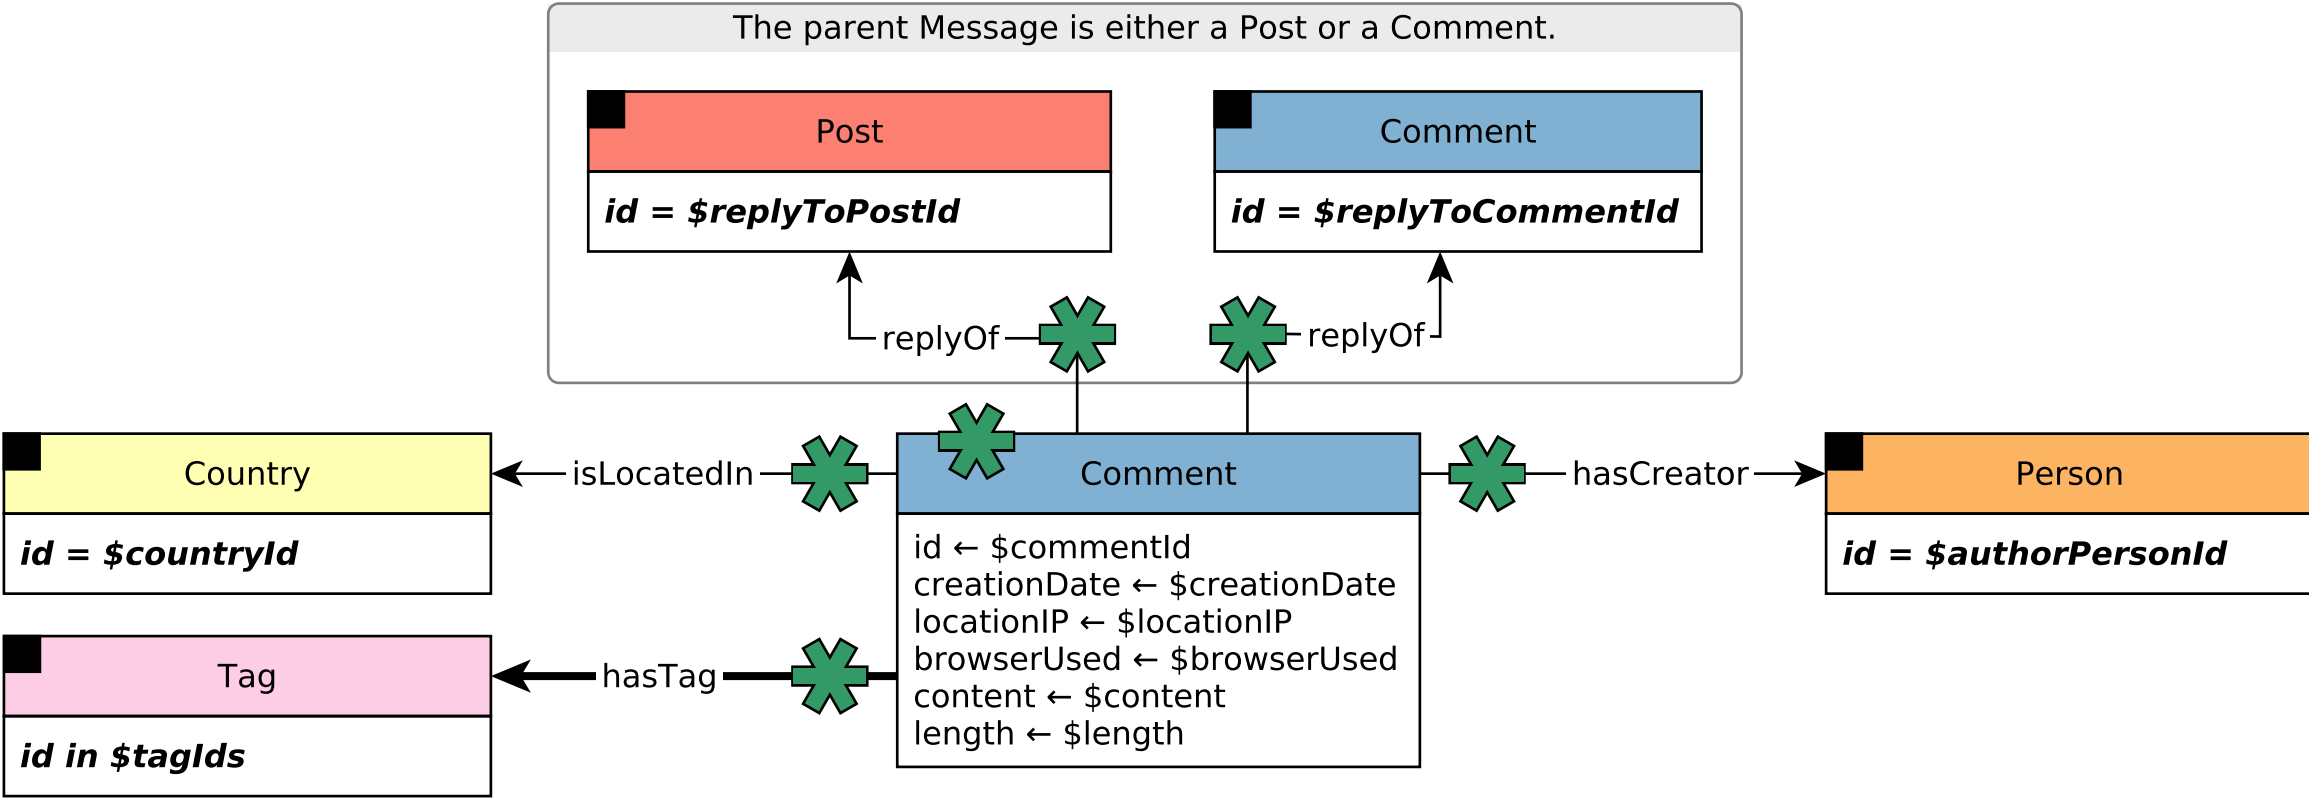 The parent Message is either a Post or a Comment.
Post
id = $replyToPostId
Comment
id = $replyToCommentId
replyOf
replyOf
Country
id = $countryId
isLocatedIn
Comment
id ← $commentId
creationDate ← $creationDate
locationIP ← $locationIP
browserUsed ← $browserUsed
content ← $content
length ← $length
hasCreator
Person
id = $authorPersonId
Tag
id in $tagIds
hasTag